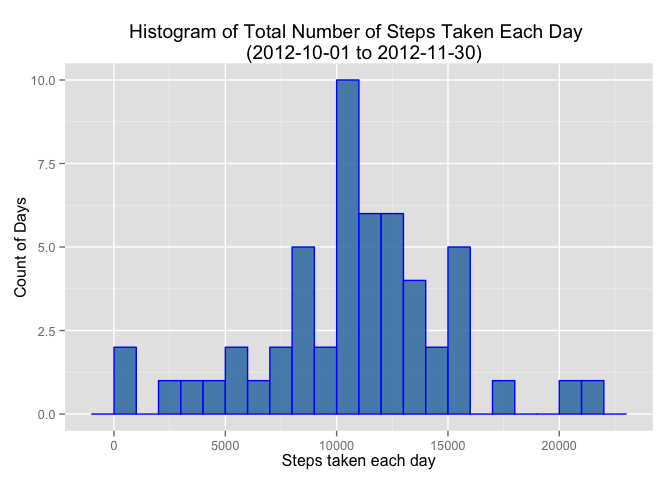 Histogram of Total Number of Steps Taken Each Day
(2012-10-01 to 2012-11-30)
10.0
7.5
5.0
2.5
0.0
Count of Days
0 5000 10000 15000 20000
Steps taken each day